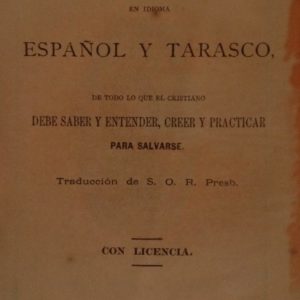 EN IDIOMA
ESPAÑOL Y TARASCO,
DE TODO LO QUE EL CRISTIANO
DEBE SABER Y ENTENDER, CREER Y PRACTICAR
PARA SALVARSE.
Traducción de S. O. R. Presb.
CON LICENCIA.